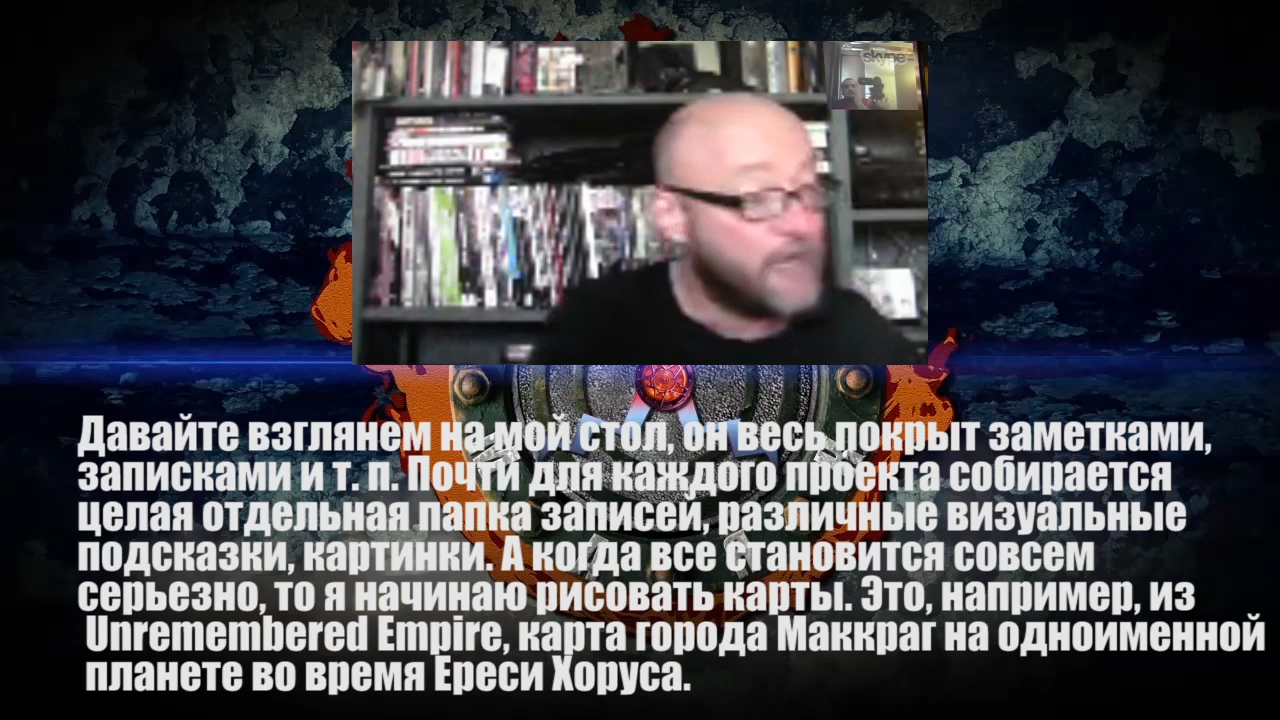 skype
Давайте взглянем на мой стол, он весь покрыт заметками,
записками и т. п. Почти для каждого проекта собирается
целая отдельная папка записей, различные визуальные
подсказки, картинки. А когда все становится совсем
серьезно, то я начинаю рисовать карты. Это, например, из
Unremembered Empire, карта города Маккраг на одноименной
планете во время Ереси Хоруса.